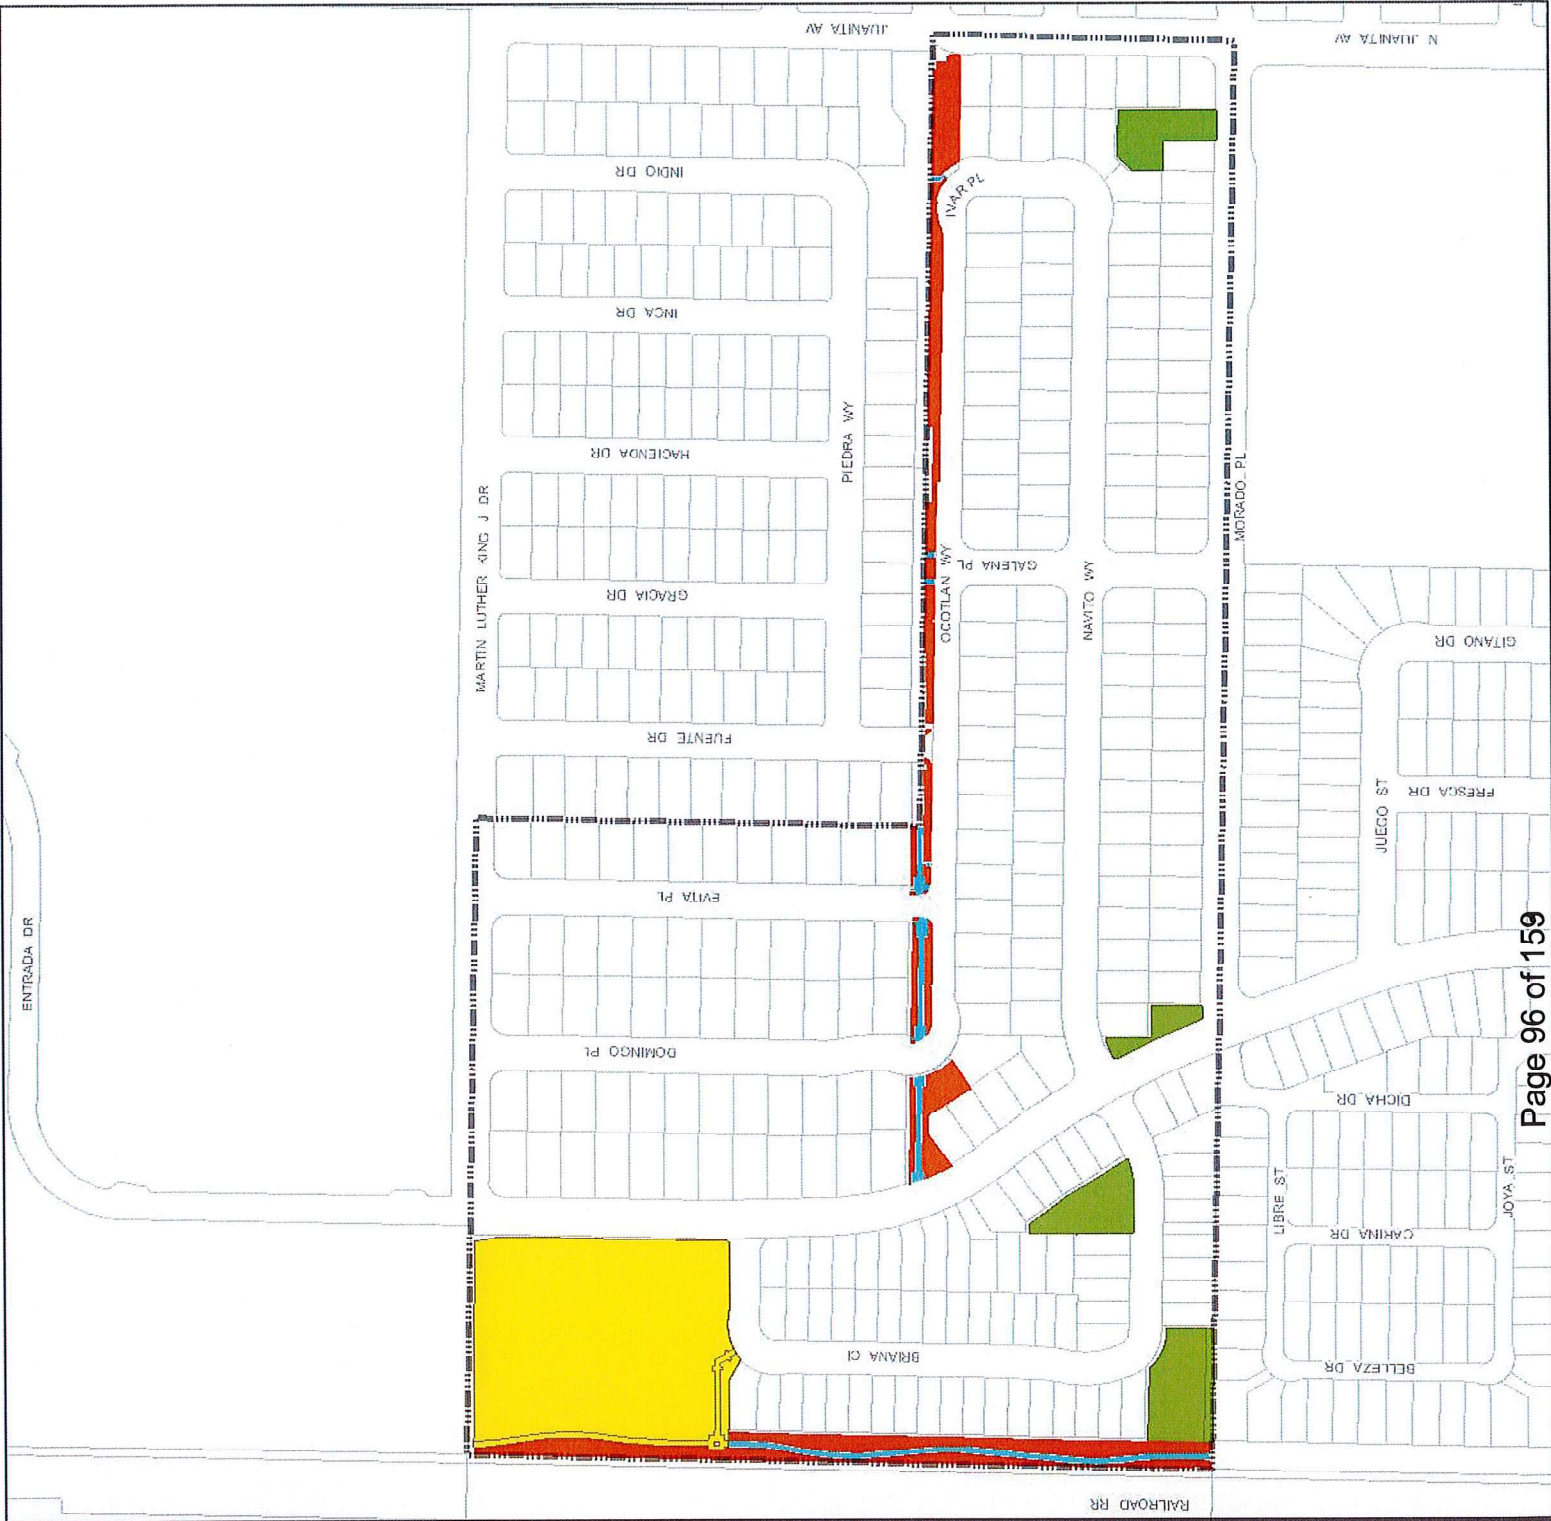 JUANITA AV
N JUANITA AV
INDIO DR
IVAR PL
INCA DR
PIEDRA WY
HACIENDA DR
MORADO PL
MARTIN LUTHER KING J DR
GRACIA DR
OCOTLAN WY
GALENA PL
NAVITO WY
GITANO DR
FUENTE DR
JUEGO ST
FRESCA DR
EVITA PL
ENTRADA DR
DOMINGO PL
DICHA DR
Page 96 of 159
LIBRE ST
JOYA ST
CARINA DR
BRIANA CI
BELLEZA DR
RAILROAD RR